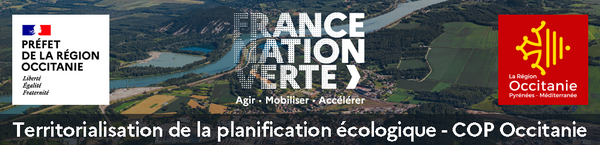 PRÉFET
DE LA RÉGION
OCCITANIE
Liberté
Égalité
Fraternité
FRANCE
NATION
VERTE
Agir • Mobiliser • Accélérer
La Région
Occitanie
Pyrénées - Méditerranée
Territorialisation de la planification écologique - COP Occitanie